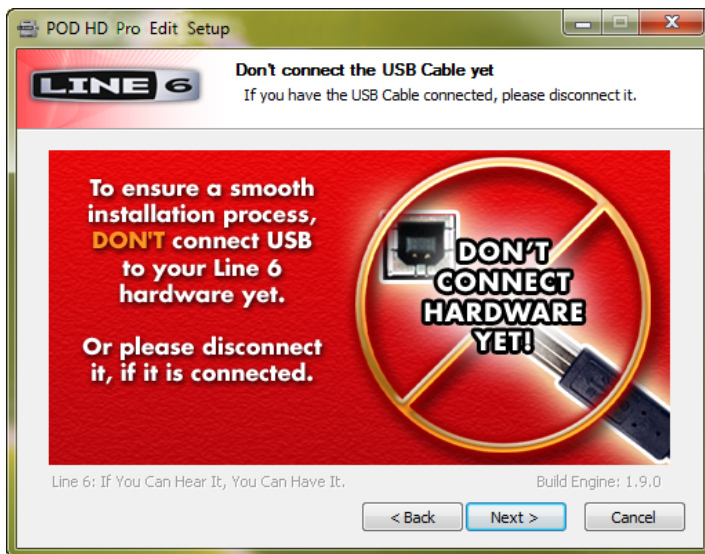 POD HD Pro Edit Setup
LINE 6
Don't connect the USB Cable yet
If you have the USB Cable connected, please disconnect it.
To ensure a smooth
installation process,
DON'T connect USB
to your Line 6
hardware yet.
Or please disconnect
it, if it is connected.
DON'T
CONNECT
HARDWARE
YET!
Line 6: If You Can Hear It, You Can Have It.
Build Engine: 1.9.0
< Back
Next >
Cancel